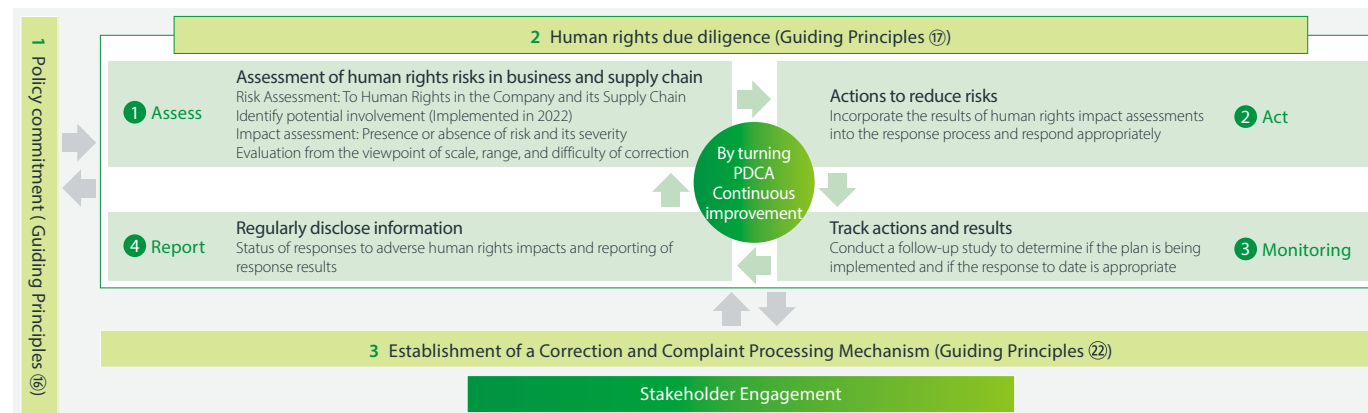 1 Policy commitment ( Guiding Principles ⑯)
2 Human rights due diligence (Guiding Principles ⑰)
1 Assess
Assessment of human rights risks in business and supply chain
Risk Assessment: To Human Rights in the Company and its Supply Chain
Identify potential involvement (Implemented in 2022)
Impact assessment: Presence or absence of risk and its severity
Evaluation from the viewpoint of scale, range, and difficulty of correction
Actions to reduce risks
Incorporate the results of human rights impact assessments
into the response process and respond appropriately
2 Act
By turning
PDCA
Continuous
improvement
4 Report
Regularly disclose information
Status of responses to adverse human rights impacts and reporting of
response results
Track actions and results
Conduct a follow-up study to determine if the plan is being
implemented and if the response to date is appropriate
3 Monitoring
3 Establishment of a Correction and Complaint Processing Mechanism (Guiding Principles ㉒)
Stakeholder Engagement